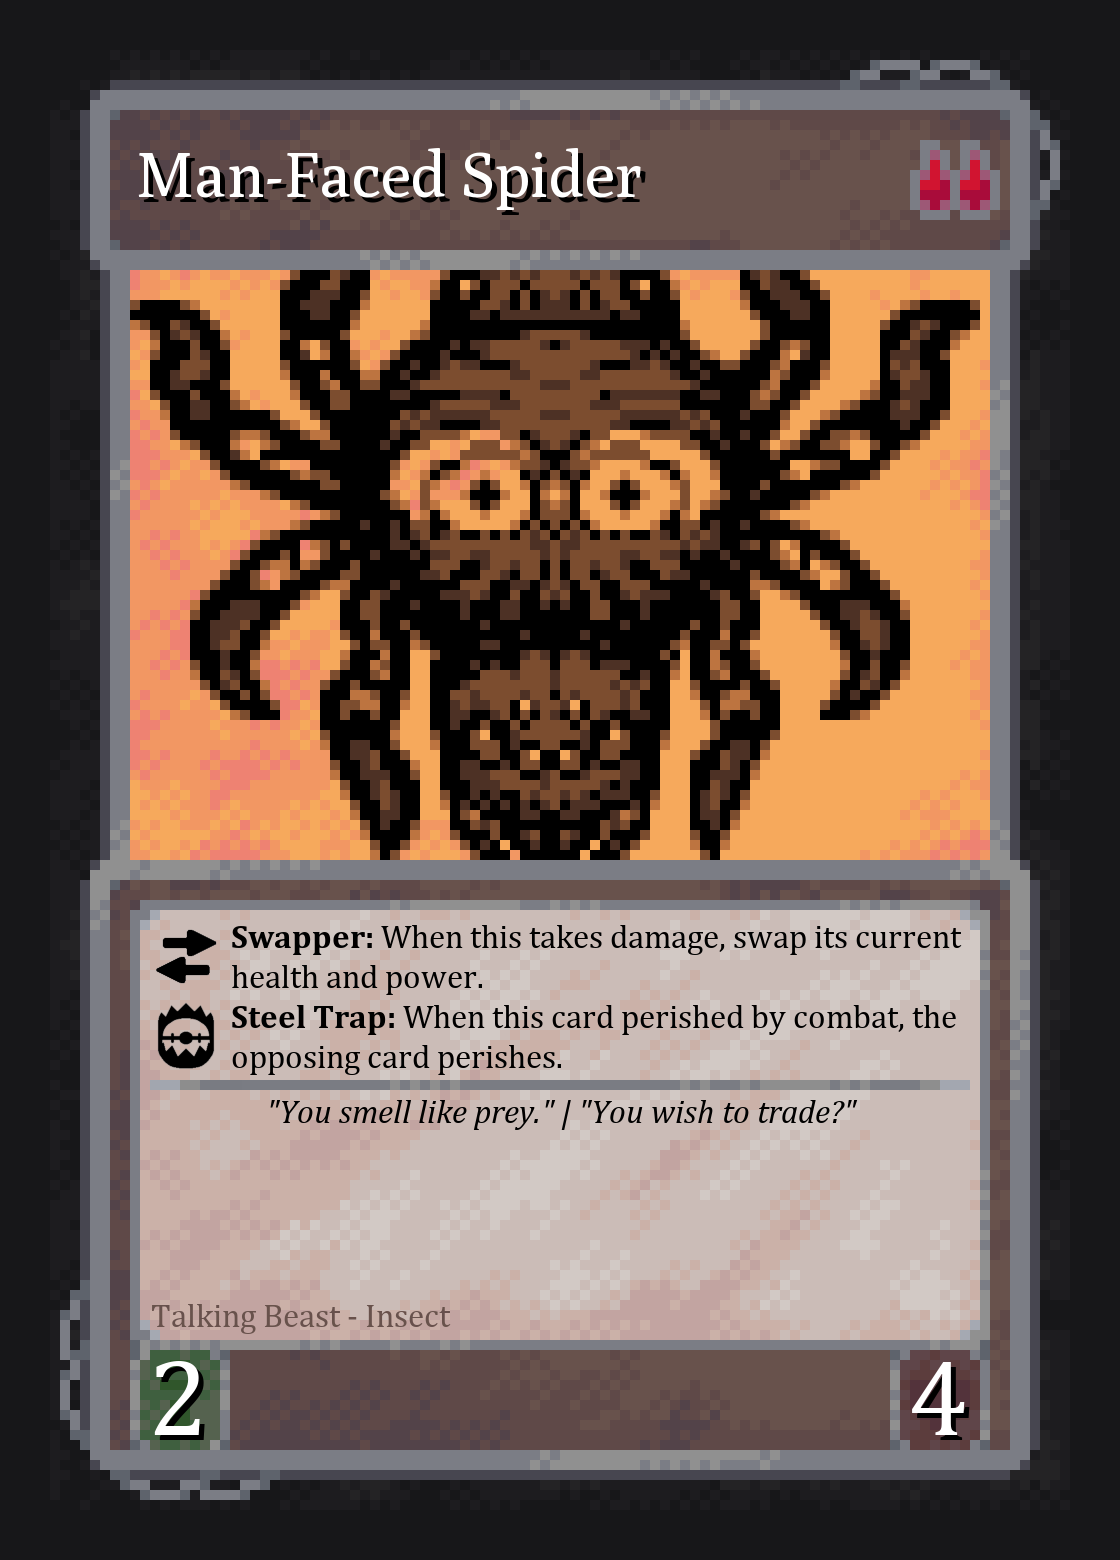 Man-Faced Spider
Swapper: When this takes damage, swap its current
health and power.
Steel Trap: When this card perished by combat, the
opposing card perishes.
"You smell like prey." | "You wish to trade?"
Talking Beast - Insect
2
4